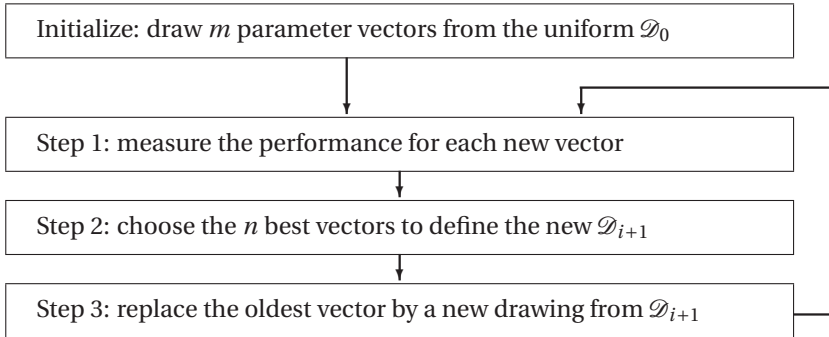 Initialize: draw m parameter vectors from the uniform 𝒟₀
Step 1: measure the performance for each new vector
Step 2: choose the n best vectors to define the new 𝒟ᵢ₊₁
Step 3: replace the oldest vector by a new drawing from 𝒟ᵢ₊₁